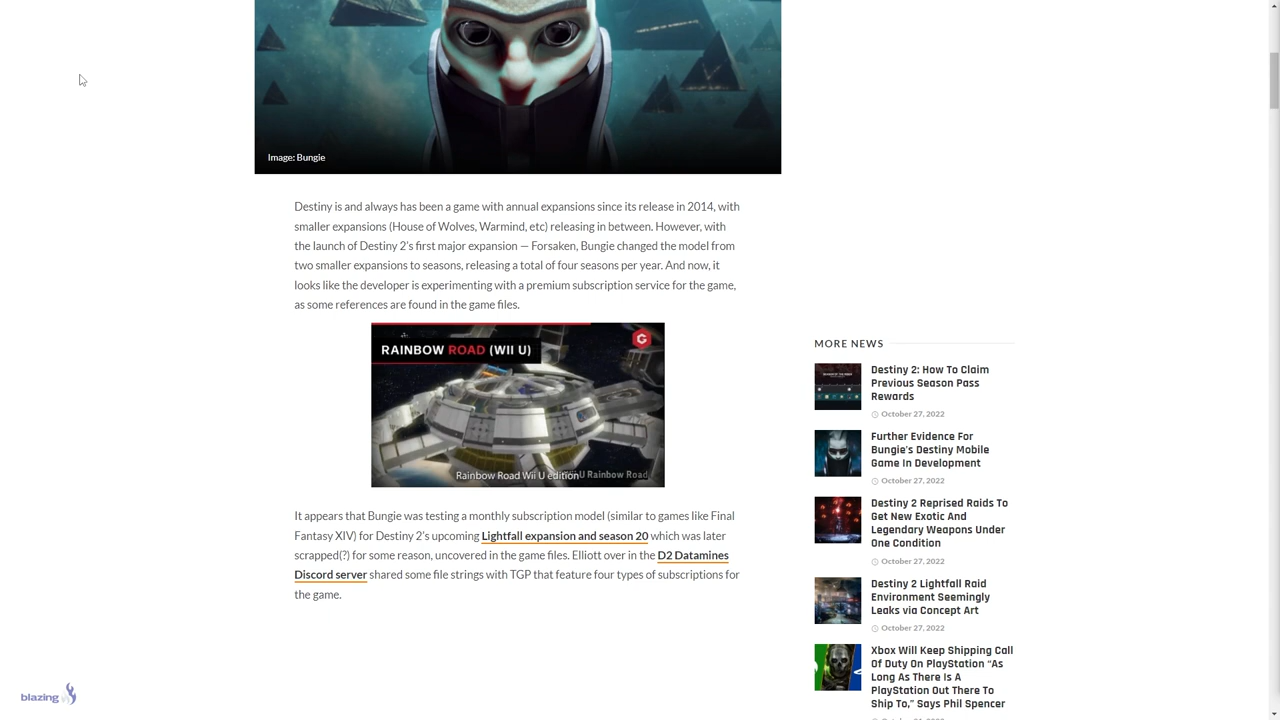 Image: Bungie
Destiny is and always has been a game with annual expansions since its release in 2014, with
smaller expansions (House of Wolves, Warmind, etc) releasing in between. However, with
the launch of Destiny 2's first major expansion — Forsaken, Bungie changed the model from
two smaller expansions to seasons, releasing a total of four seasons per year. And now, it
looks like the developer is experimenting with a premium subscription service for the game,
as some references are found in the game files.
RAINBOW ROAD (WII U)
Rainbow Road Wii U edition
U Rainbow Road
It appears that Bungie was testing a monthly subscription model (similar to games like Final
Fantasy XIV) for Destiny 2's upcoming Lightfall expansion and season 20 which was later
scrapped(?) for some reason, uncovered in the game files. Elliott over in the D2 Datamines
Discord server shared some file strings with TGP that feature four types of subscriptions for
the game.
MORE NEWS
Destiny 2: How To Claim
Previous Season Pass
Rewards
October 27, 2022
Further Evidence For
Bungie's Destiny Mobile
Game In Development
October 27, 2022
Destiny 2 Reprised Raids To
Get New Exotic And
Legendary Weapons Under
One Condition
October 27, 2022
Destiny 2 Lightfall Raid
Environment Seemingly
Leaks via Concept Art
October 27, 2022
Xbox Will Keep Shipping Call
Of Duty On PlayStation “As
Long As There Is A
PlayStation Out There To
Ship To,” Says Phil Spencer
blazing